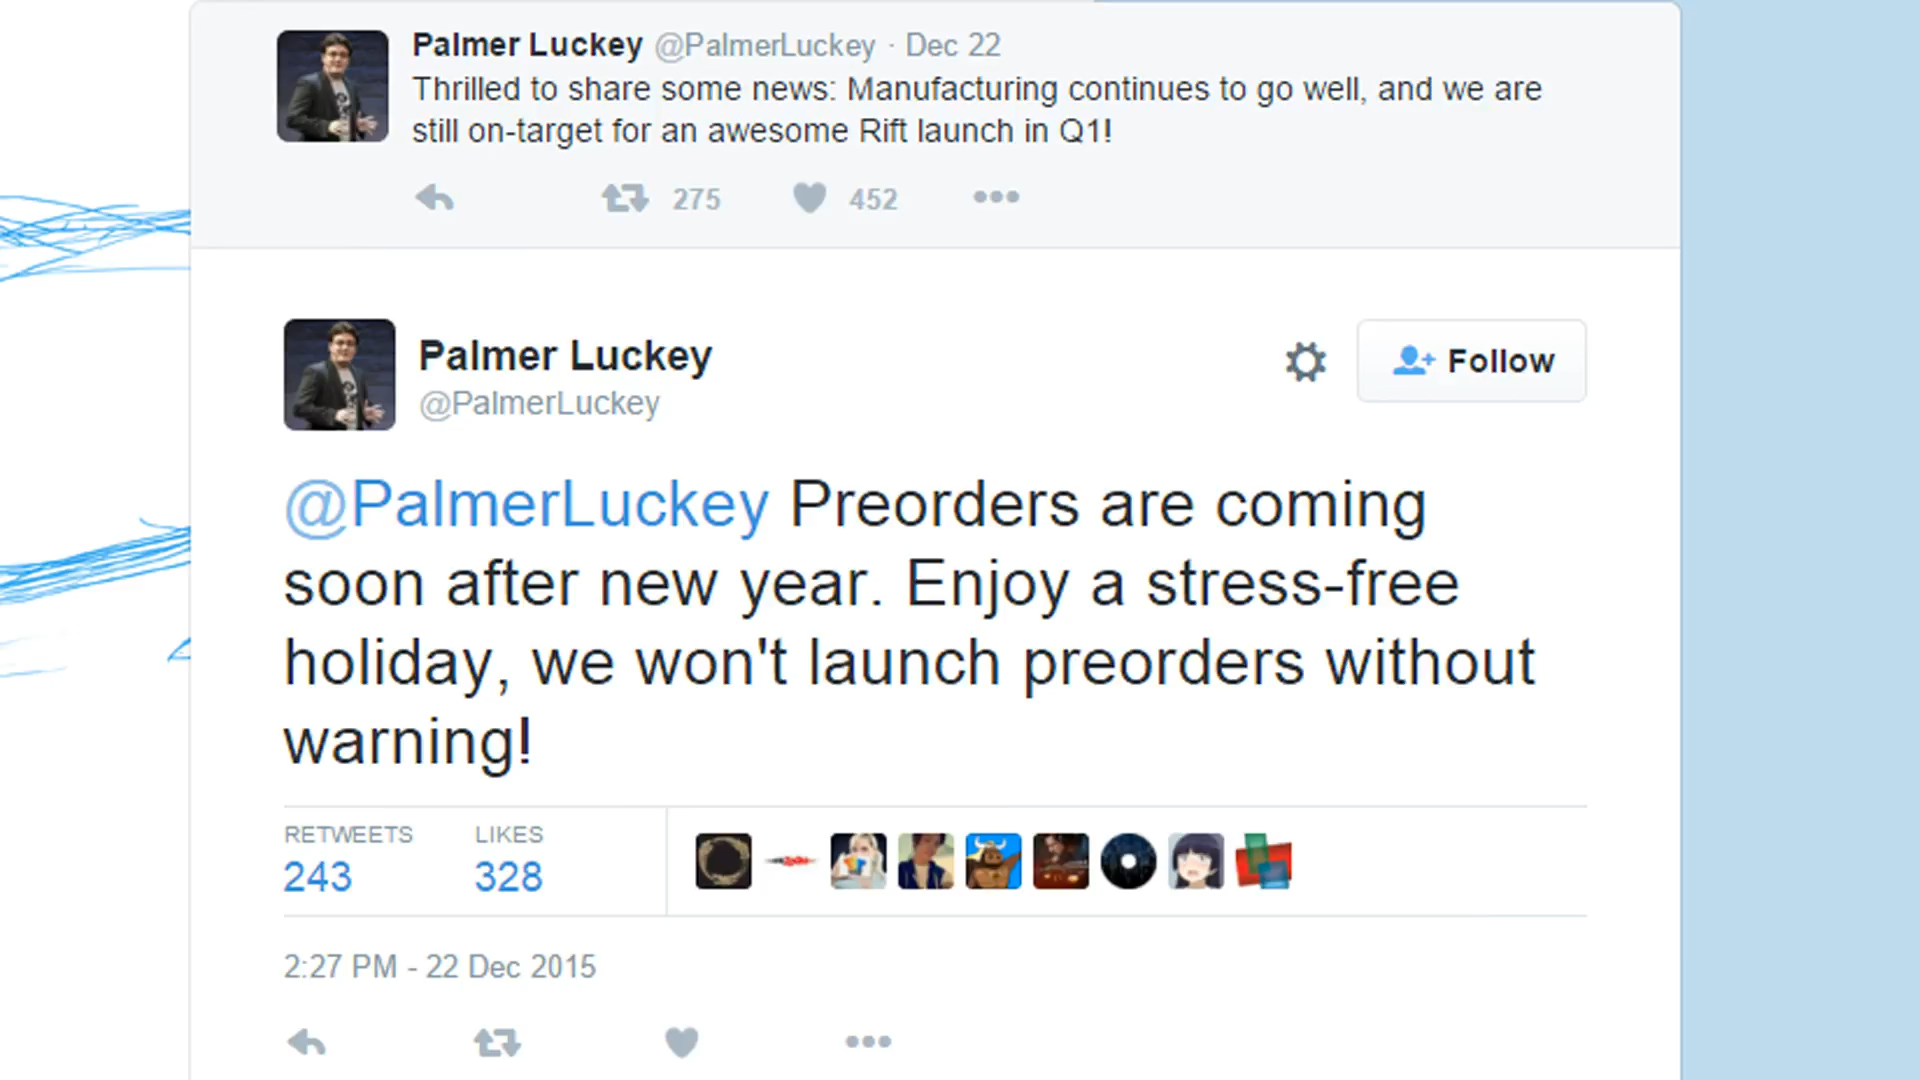 Palmer Luckey @PalmerLuckey · Dec 22
Thrilled to share some news: Manufacturing continues to go well, and we are
still on-target for an awesome Rift launch in Q1!
275 452
Palmer Luckey
@PalmerLuckey
Follow
@PalmerLuckey Preorders are coming
soon after new year. Enjoy a stress-free
holiday, we won't launch preorders without
warning!
RETWEETS LIKES
243 328
2:27 PM - 22 Dec 2015